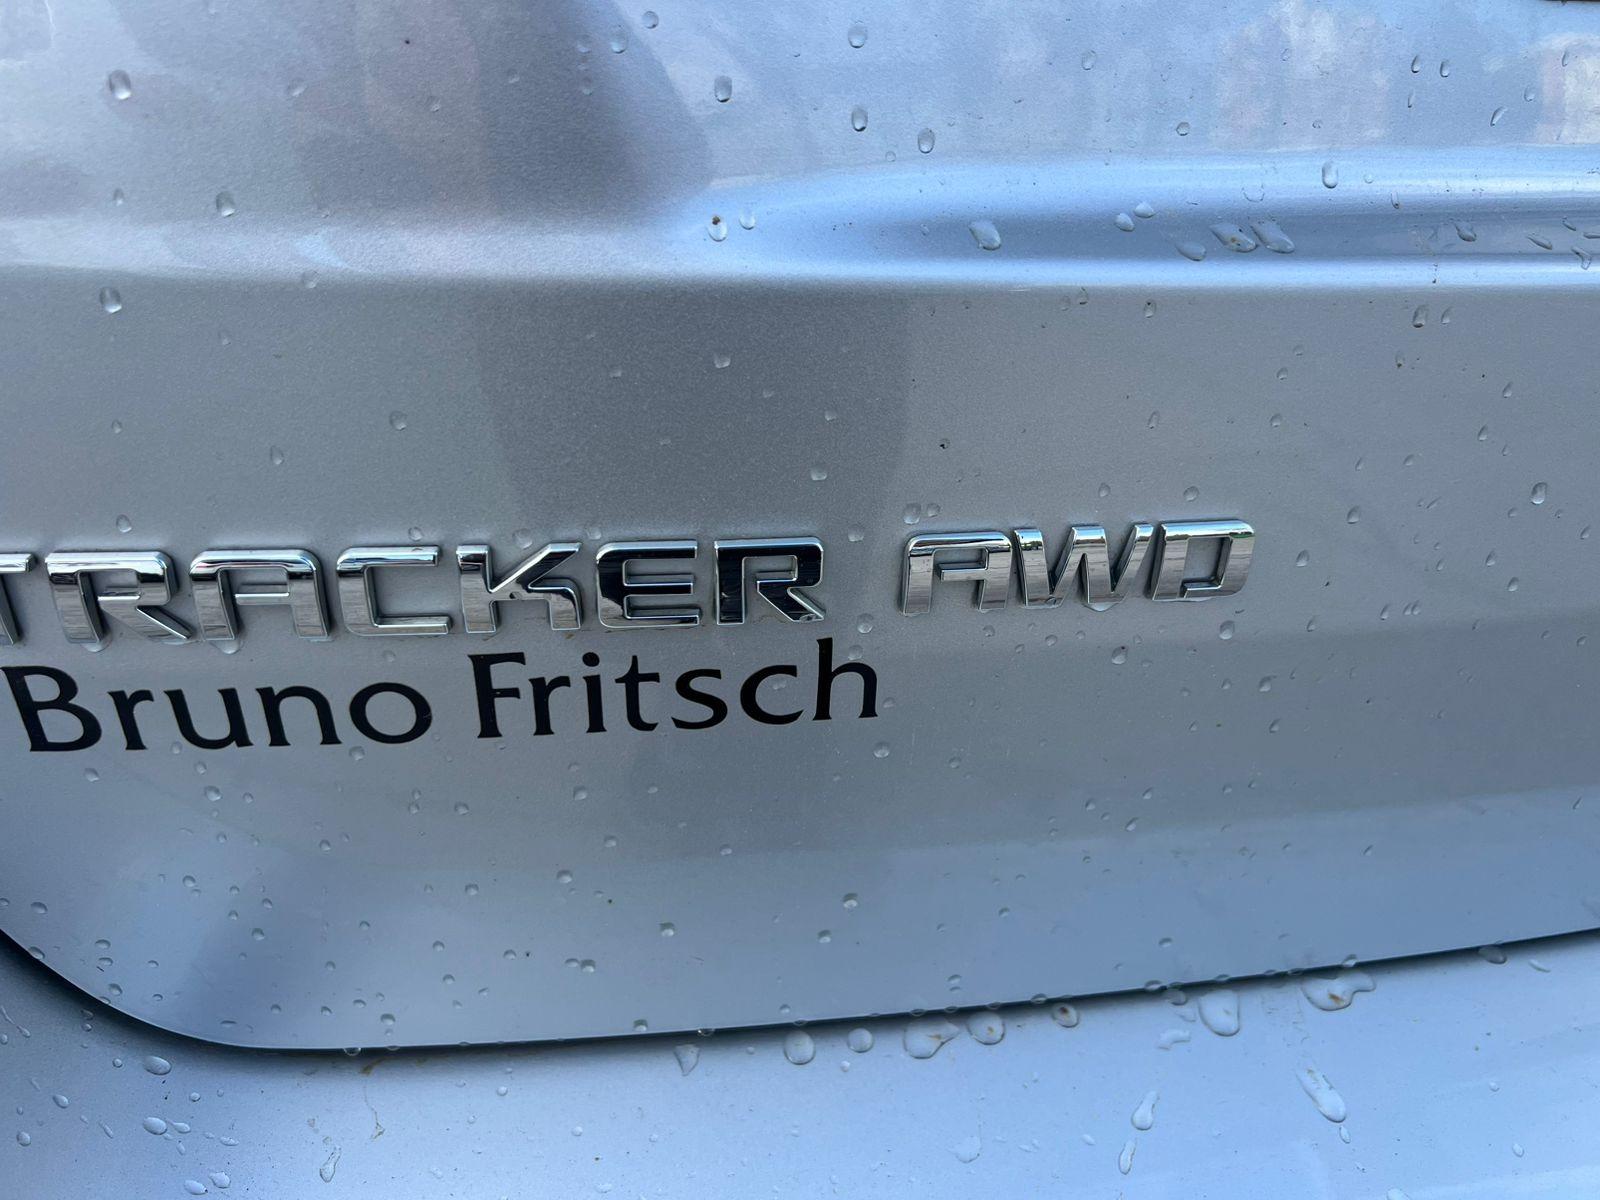 TRACKER AWD
Bruno Fritsch